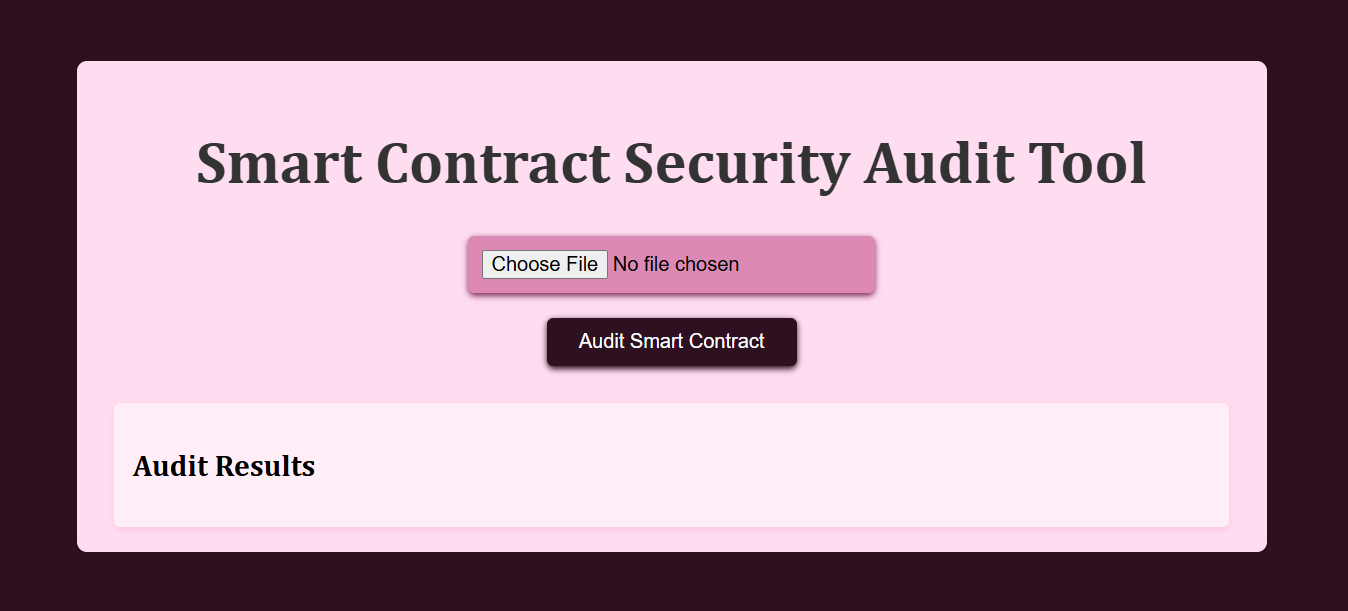 Smart Contract Security Audit Tool
Choose File No file chosen
Audit Smart Contract
Audit Results